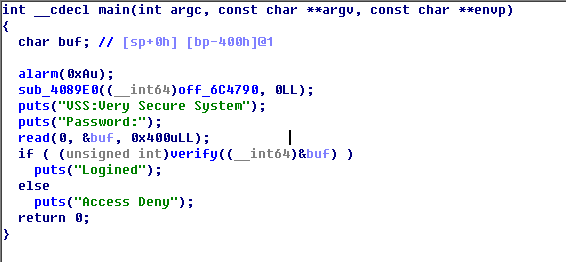 int __cdecl main(int argc, const char **argv, const char **envp)
{
char buf; // [sp+0h] [bp-400h]@1
alarm(0xAu);
sub_4089E0((__int64)off_6C4790, 0LL);
puts("VSS:Very Secure System");
puts("Password:");
read(0, &buf, 0x400uLL);
if ( (unsigned int)verify((__int64)&buf) )
puts("Logined");
else
puts("Access Deny");
return 0;
}